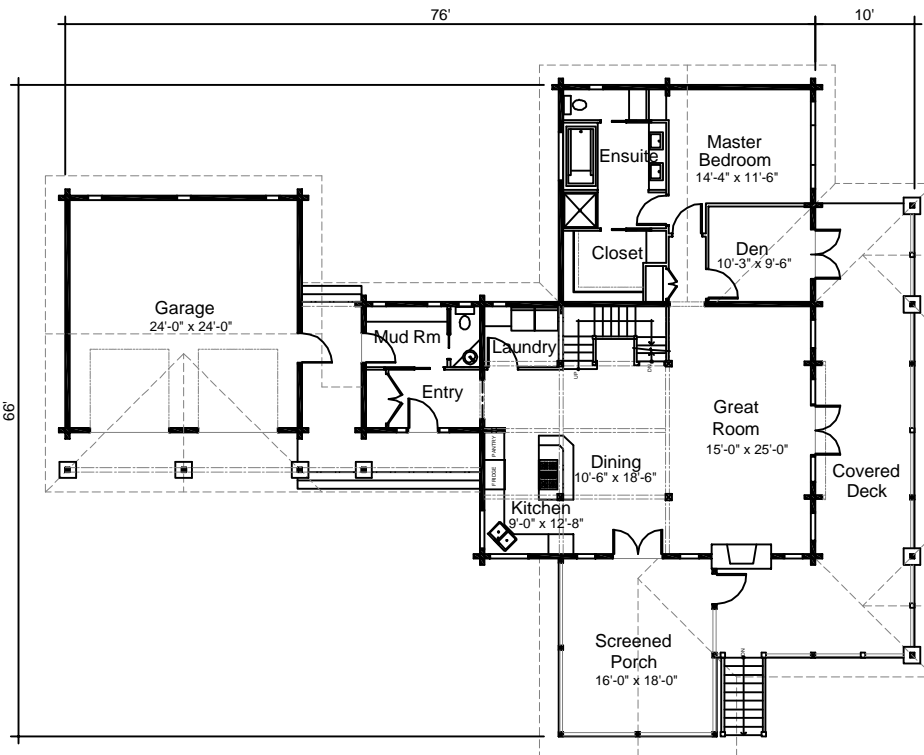 76'
10'
66'
Ensuite
Master
Bedroom
14'-4" x 11'-6"
Closet
Den
10'-3" x 9'-6"
Garage
24'-0" x 24'-0"
Mud Rm
Laundry
Entry
UP
DN
Great
Room
15'-0" x 25'-0"
PANTRY
FRIDGE
Dining
10'-6" x 18'-6"
Kitchen
9'-0" x 12'-8"
Covered
Deck
Screened
Porch
16'-0" x 18'-0"
DN